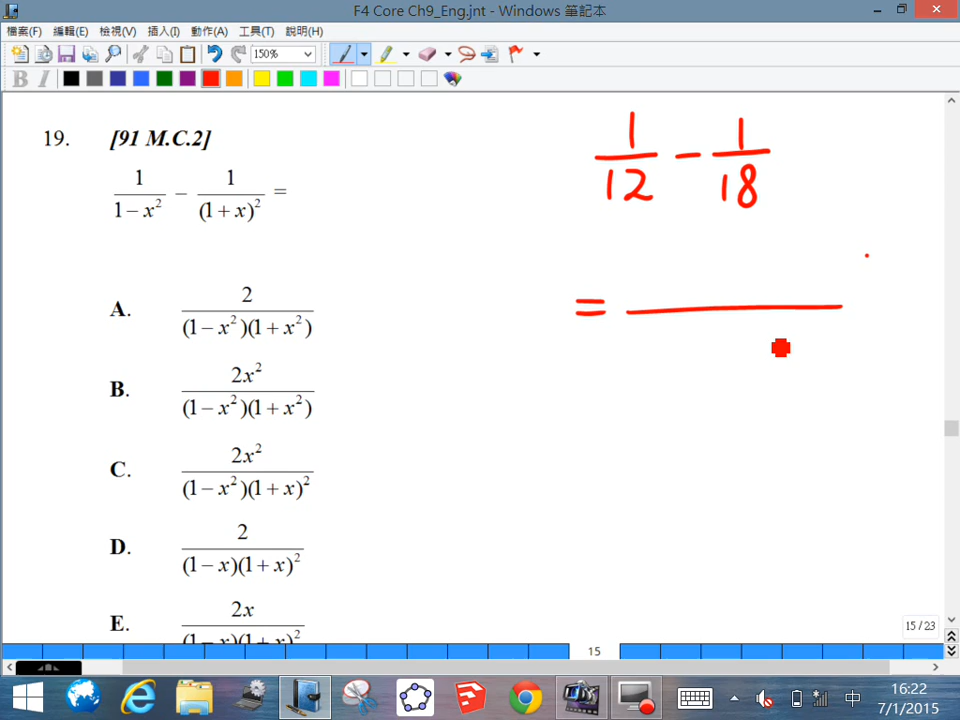 F4 Core Ch9_Eng.jnt - Windows 筆記本
檔案(F) 編輯(E) 檢視(V) 插入(I) 動作(A) 工具(T) 說明(H)
150%
B I
19. [91 M.C.2]
1/(1 − x²) − 1/(1 + x)² =
A. 2/((1 − x²)(1 + x²))
B. 2x²/((1 − x²)(1 + x²))
C. 2x²/((1 − x²)(1 + x)²)
D. 2/((1 − x)(1 + x)²)
E. 2x/((1 − x)(1 + x)²)
1/12 − 1/18
=
15 / 23
15
中
16:22
7/1/2015